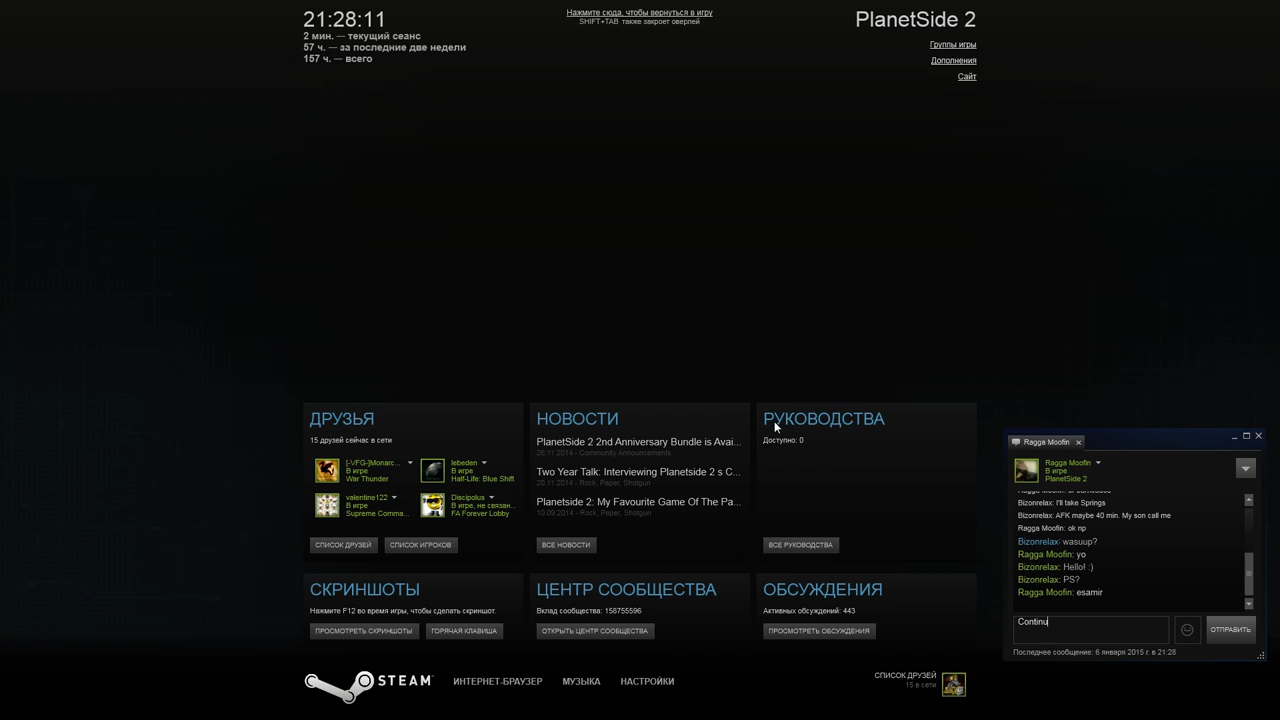 21:28:11
2 мин. — текущий сеанс
57 ч. — за последние две недели
157 ч. — всего
Нажмите сюда, чтобы вернуться в игру
SHIFT+TAB также закроет оверлей
PlanetSide 2
Группы игры
Дополнения
Сайт
ДРУЗЬЯ
15 друзей сейчас в сети
[-VFG-]Monarc...
В игре
War Thunder
lebeden
В игре
Half-Life: Blue Shift
valentine122
В игре
Supreme Comma...
Discipolus
В игре, не связан...
FA Forever Lobby
СПИСОК ДРУЗЕЙ
СПИСОК ИГРОКОВ
НОВОСТИ
PlanetSide 2 2nd Anniversary Bundle is Avai...
26.11.2014 - Community Announcements
Two Year Talk: Interviewing Planetside 2 s C...
20.11.2014 - Rock, Paper, Shotgun
Planetside 2: My Favourite Game Of The Pa...
10.09.2014 - Rock, Paper, Shotgun
ВСЕ НОВОСТИ
РУКОВОДСТВА
Доступно: 0
ВСЕ РУКОВОДСТВА
СКРИНШОТЫ
Нажмите F12 во время игры, чтобы сделать скриншот.
ПРОСМОТРЕТЬ СКРИНШОТЫ
ГОРЯЧАЯ КЛАВИША
ЦЕНТР СООБЩЕСТВА
Вклад сообщества: 158755596
ОТКРЫТЬ ЦЕНТР СООБЩЕСТВА
ОБСУЖДЕНИЯ
Активных обсуждений: 443
ПРОСМОТРЕТЬ ОБСУЖДЕНИЯ
Ragga Moofin
Ragga Moofin
В игре
PlanetSide 2
Bizonrelax: I'll take Springs
Bizonrelax: AFK maybe 40 min. My son call me
Ragga Moofin: ok np
Bizonrelax: wasuup?
Ragga Moofin: yo
Bizonrelax: Hello! :)
Bizonrelax: PS?
Ragga Moofin: esamir
Continu
ОТПРАВИТЬ
Последнее сообщение: 6 января 2015 г. в 21:28
STEAM
ИНТЕРНЕТ-БРАУЗЕР
МУЗЫКА
НАСТРОЙКИ
СПИСОК ДРУЗЕЙ
15 в сети